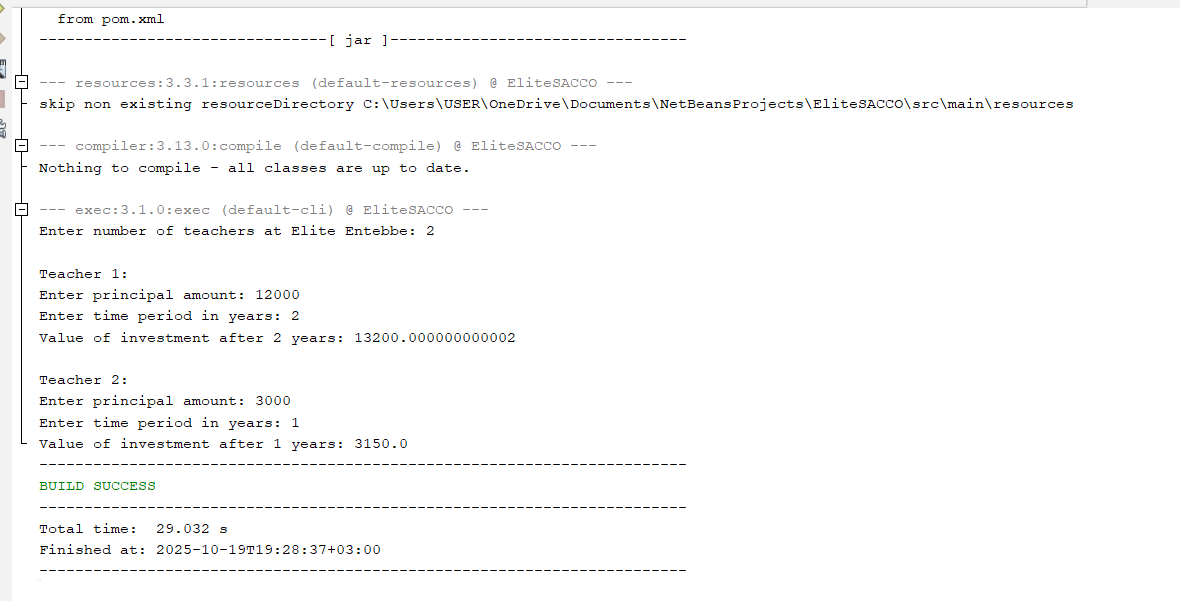 from pom.xml
--------------------------------[ jar ]---------------------------------
--- resources:3.3.1:resources (default-resources) @ EliteSACCO ---
skip non existing resourceDirectory C:\Users\USER\OneDrive\Documents\NetBeansProjects\EliteSACCO\src\main\resources
--- compiler:3.13.0:compile (default-compile) @ EliteSACCO ---
Nothing to compile - all classes are up to date.
--- exec:3.1.0:exec (default-cli) @ EliteSACCO ---
Enter number of teachers at Elite Entebbe: 2
Teacher 1:
Enter principal amount: 12000
Enter time period in years: 2
Value of investment after 2 years: 13200.000000000002
Teacher 2:
Enter principal amount: 3000
Enter time period in years: 1
Value of investment after 1 years: 3150.0
------------------------------------------------------------------------
BUILD SUCCESS
------------------------------------------------------------------------
Total time:  29.032 s
Finished at: 2025-10-19T19:28:37+03:00
------------------------------------------------------------------------